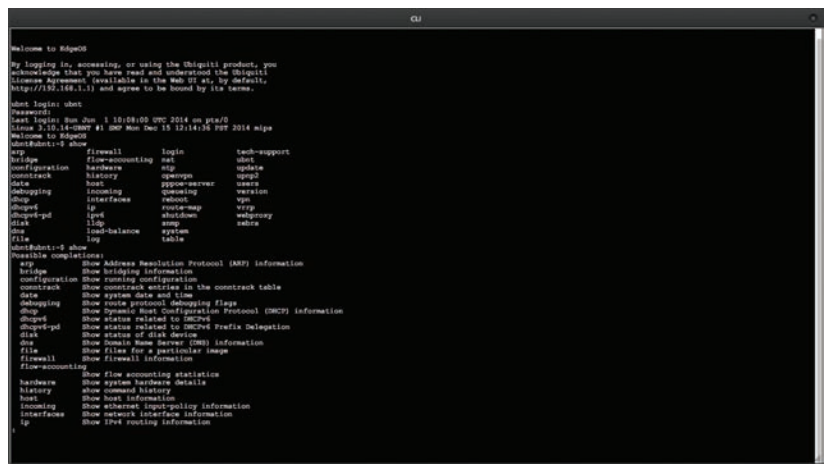 CLI
Welcome to EdgeOS
By logging in, accessing, or using the Ubiquiti product, you
acknowledge that you have read and understood the Ubiquiti
License Agreement (available in the Web UI at, by default,
http://192.168.1.1) and agree to be bound by its terms.
ubnt login: ubnt
Password:
Last login: Sun Jun  1 10:08:00 UTC 2014 on pts/0
Linux 3.10.14-UBNT #1 SMP Mon Dec 15 12:14:36 PST 2014 mips
Welcome to EdgeOS
ubnt@ubnt:~$ show
arp firewall login tech-support
bridge flow-accounting nat ubnt
configuration hardware ntp update
conntrack history openvpn upnp2
date host pppoe-server users
debugging incoming queueing version
dhcp interfaces reboot vpn
dhcpv6 ip route-map vrrp
dhcpv6-pd ipv6 shutdown webproxy
disk lldp snmp zebra
dns load-balance system
file log table
ubnt@ubnt:~$ show
Possible completions:
arp Show Address Resolution Protocol (ARP) information
bridge Show bridging information
configuration Show running configuration
conntrack Show conntrack entries in the conntrack table
date Show system date and time
debugging Show route protocol debugging flags
dhcp Show Dynamic Host Configuration Protocol (DHCP) information
dhcpv6 Show status related to DHCPv6
dhcpv6-pd Show status related to DHCPv6 Prefix Delegation
disk Show status of disk device
dns Show Domain Name Server (DNS) information
file Show files for a particular image
firewall Show firewall information
flow-accounting
Show flow accounting statistics
hardware Show system hardware details
history show command history
host Show host information
incoming Show ethernet input-policy information
interfaces Show network interface information
ip Show IPv4 routing information
: